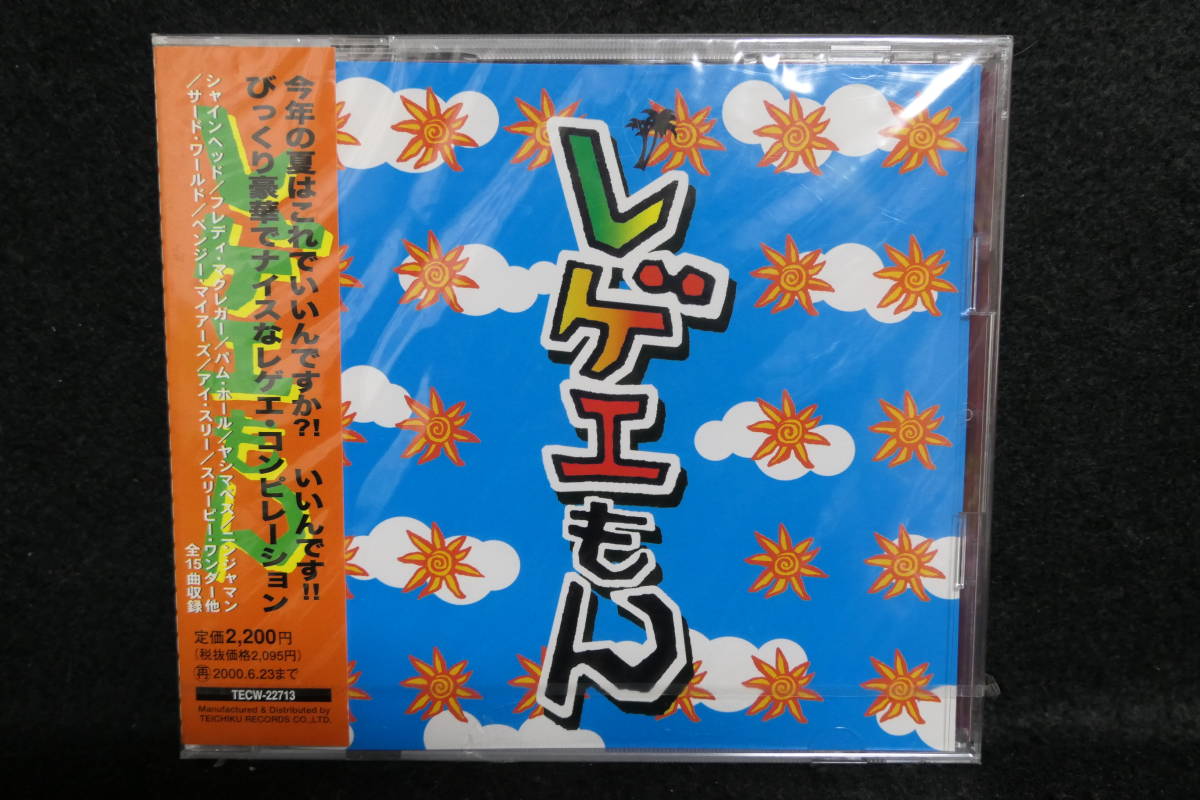 今年の夏はこれでいいんですか?! いいんです!!
びっくり豪華でナイスなレゲエ・コンピレーション
シャインヘッド/フレディ・マクレガー/パム・ホール/ヤシマベス/ニンジャマン
/サード・ワールド/ベンジー・マイアーズ/アイ・スリー/スリーピー・ワンダー他
全15曲収録
レゲエもん
定価2,200円
(税抜価格2,095円)
再 2000.6.23まで
TECW-22713
Manufactured & Distributed by
TEICHIKU RECORDS CO.,LTD.
レゲエもん